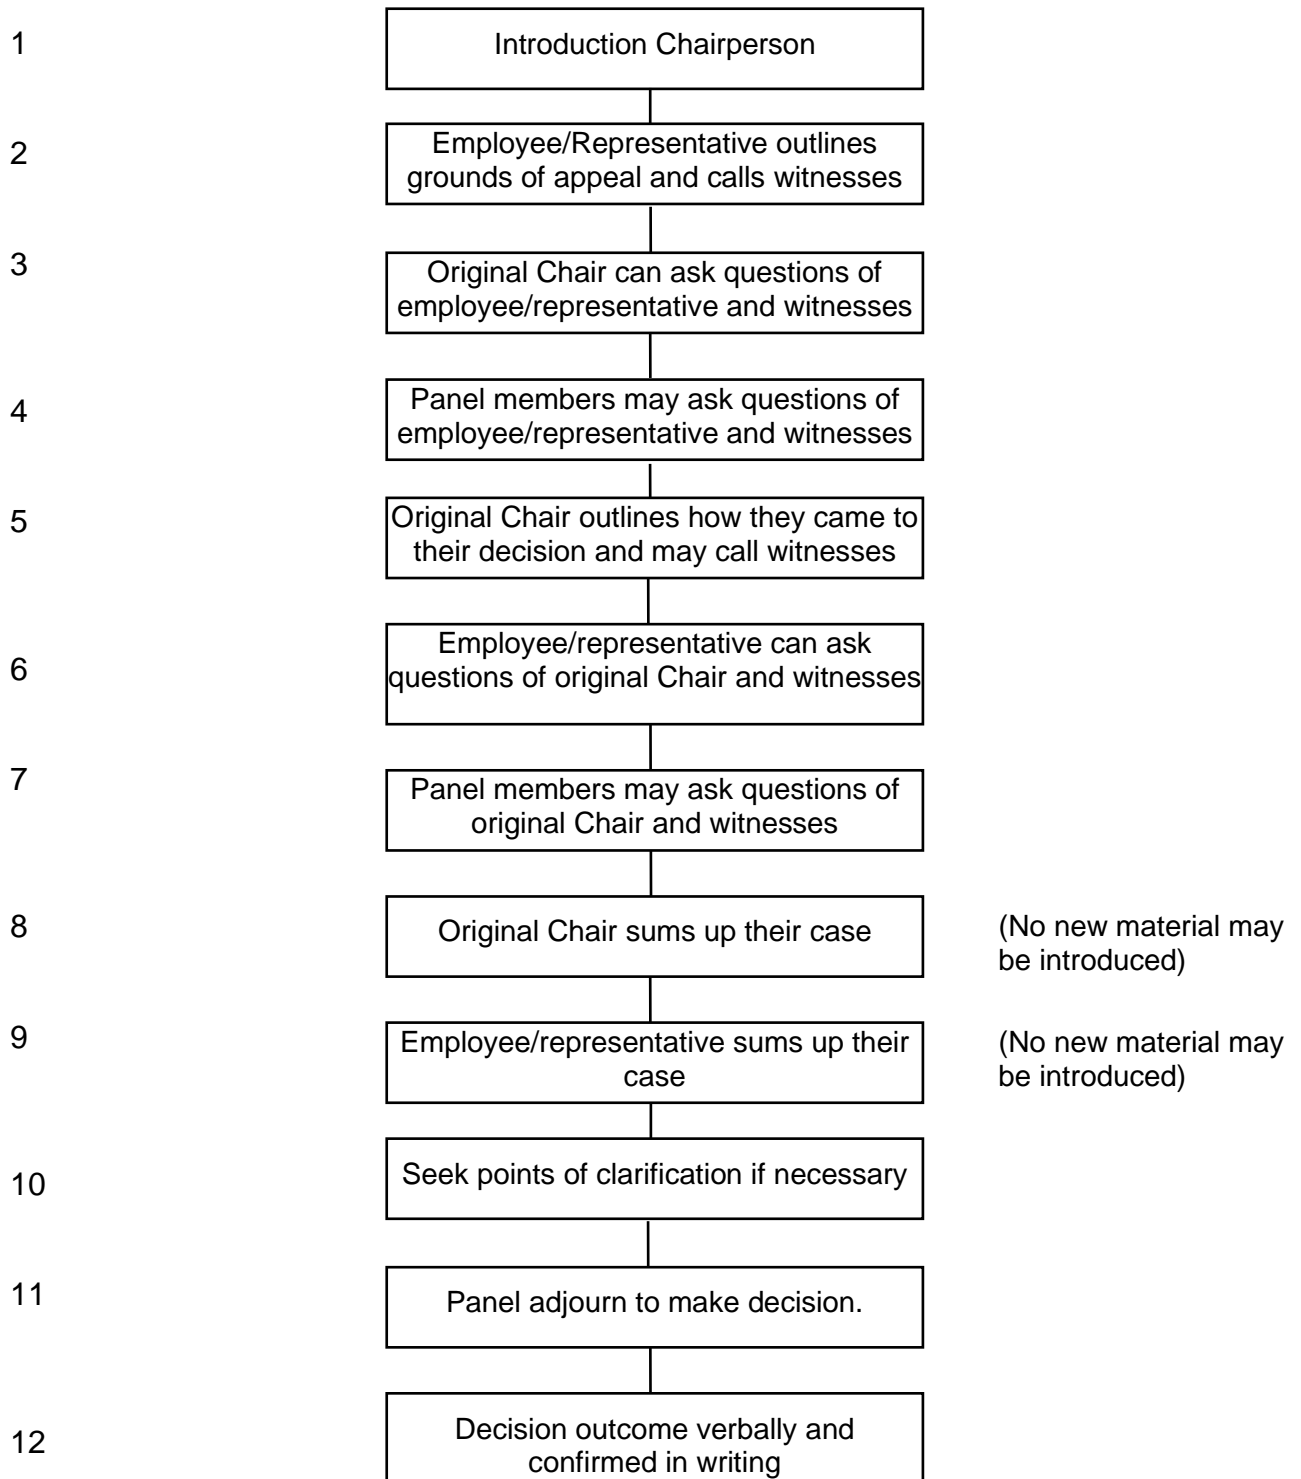 1
Introduction Chairperson
2
Employee/Representative outlines
grounds of appeal and calls witnesses
3
Original Chair can ask questions of
employee/representative and witnesses
4
Panel members may ask questions of
employee/representative and witnesses
5
Original Chair outlines how they came to
their decision and may call witnesses
6
Employee/representative can ask
questions of original Chair and witnesses
7
Panel members may ask questions of
original Chair and witnesses
8
Original Chair sums up their case
(No new material may
be introduced)
9
Employee/representative sums up their
case
(No new material may
be introduced)
10
Seek points of clarification if necessary
11
Panel adjourn to make decision.
12
Decision outcome verbally and
confirmed in writing